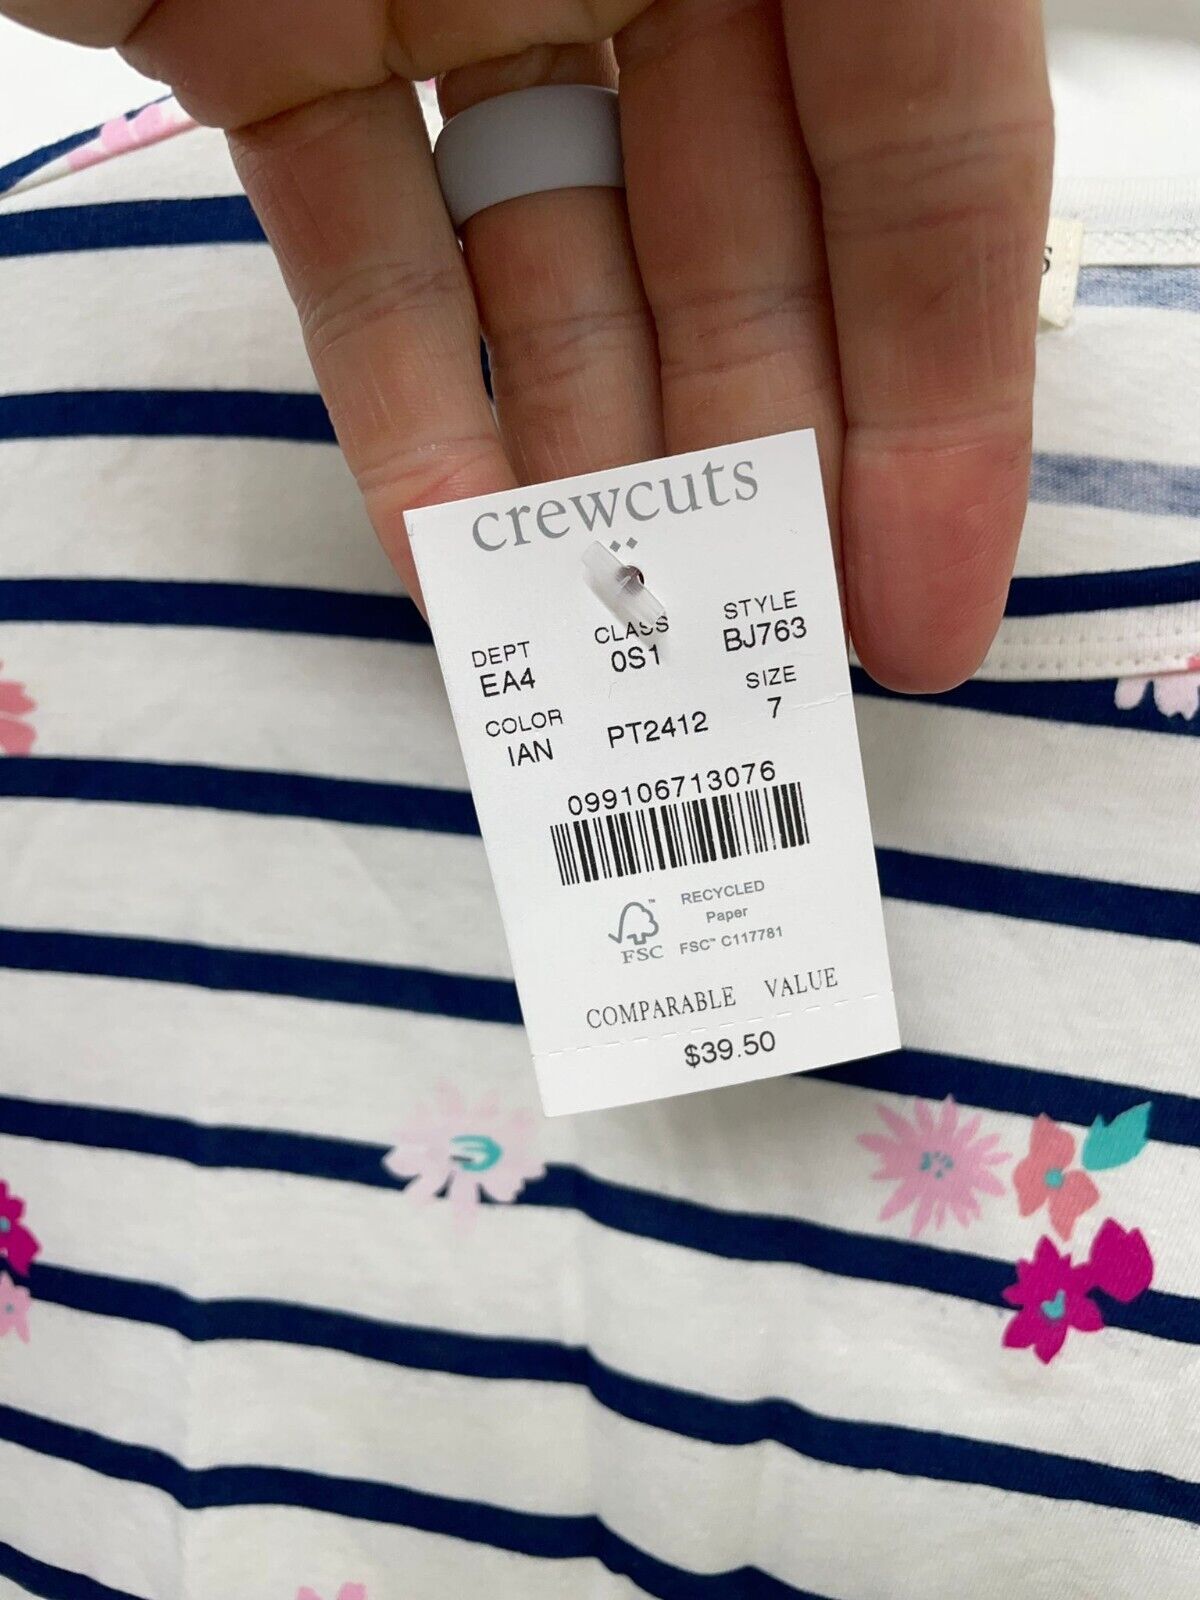 S
crewcuts
DEPT CLASS STYLE
EA4 0S1 BJ763
COLOR PT2412 SIZE
IAN 7
099106713076
FSC™
RECYCLED
Paper
FSC™ C117781
COMPARABLE VALUE
$39.50